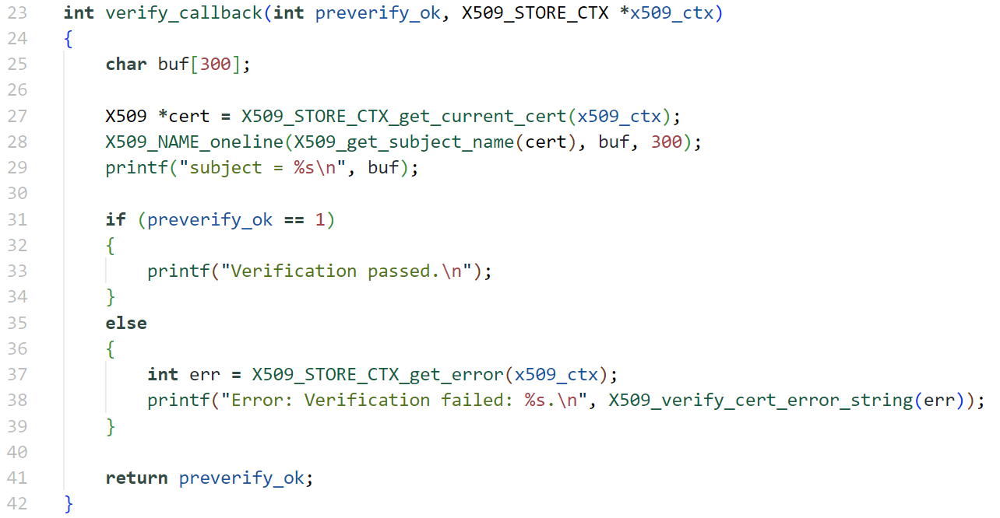 23 int verify_callback(int preverify_ok, X509_STORE_CTX *x509_ctx)
24 {
25     char buf[300];
26
27     X509 *cert = X509_STORE_CTX_get_current_cert(x509_ctx);
28     X509_NAME_oneline(X509_get_subject_name(cert), buf, 300);
29     printf("subject = %s\n", buf);
30
31     if (preverify_ok == 1)
32     {
33         printf("Verification passed.\n");
34     }
35     else
36     {
37         int err = X509_STORE_CTX_get_error(x509_ctx);
38         printf("Error: Verification failed: %s.\n", X509_verify_cert_error_string(err));
39     }
40
41     return preverify_ok;
42 }